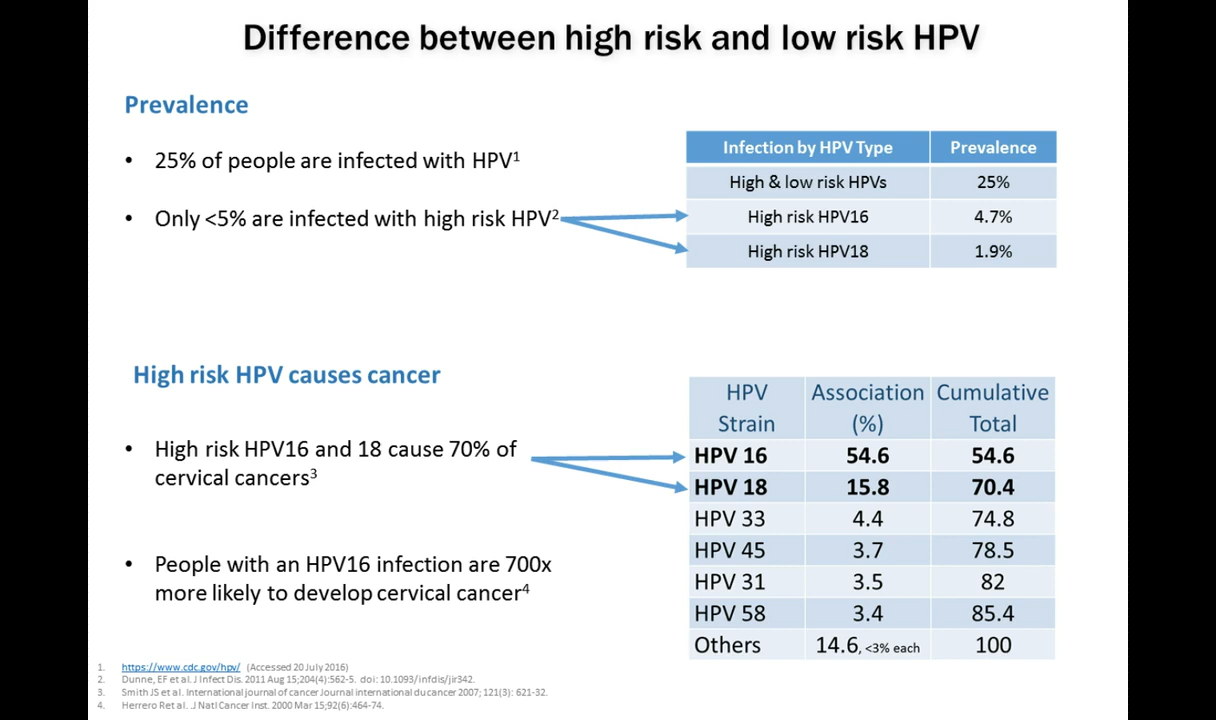 Difference between high risk and low risk HPV
Prevalence
• 25% of people are infected with HPV¹
• Only <5% are infected with high risk HPV²
Infection by HPV Type Prevalence
High & low risk HPVs 25%
High risk HPV16 4.7%
High risk HPV18 1.9%
High risk HPV causes cancer
• High risk HPV16 and 18 cause 70% of
cervical cancers³
• People with an HPV16 infection are 700x
more likely to develop cervical cancer⁴
HPV Association Cumulative
Strain (%) Total
HPV 16 54.6 54.6
HPV 18 15.8 70.4
HPV 33 4.4 74.8
HPV 45 3.7 78.5
HPV 31 3.5 82
HPV 58 3.4 85.4
Others 14.6, <3% each 100
1. https://www.cdc.gov/hpv/ (Accessed 20 July 2016)
2. Dunne, EF et al. J Infect Dis. 2011 Aug 15;204(4):562-5. doi: 10.1093/infdis/jir342.
3. Smith JS et al. International journal of cancer Journal international du cancer 2007; 121(3): 621-32.
4. Herrero R et al. .J Natl Cancer Inst. 2000 Mar 15;92(6):464-74.